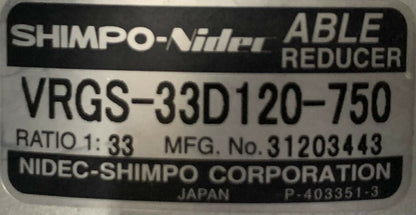 SHIMPO-Nidec ABLE REDUCER
VRGS-33D120-750
RATIO 1: 33 MFG. No. 31203443
NIDEC-SHIMPO CORPORATION
JAPAN P-403351-3